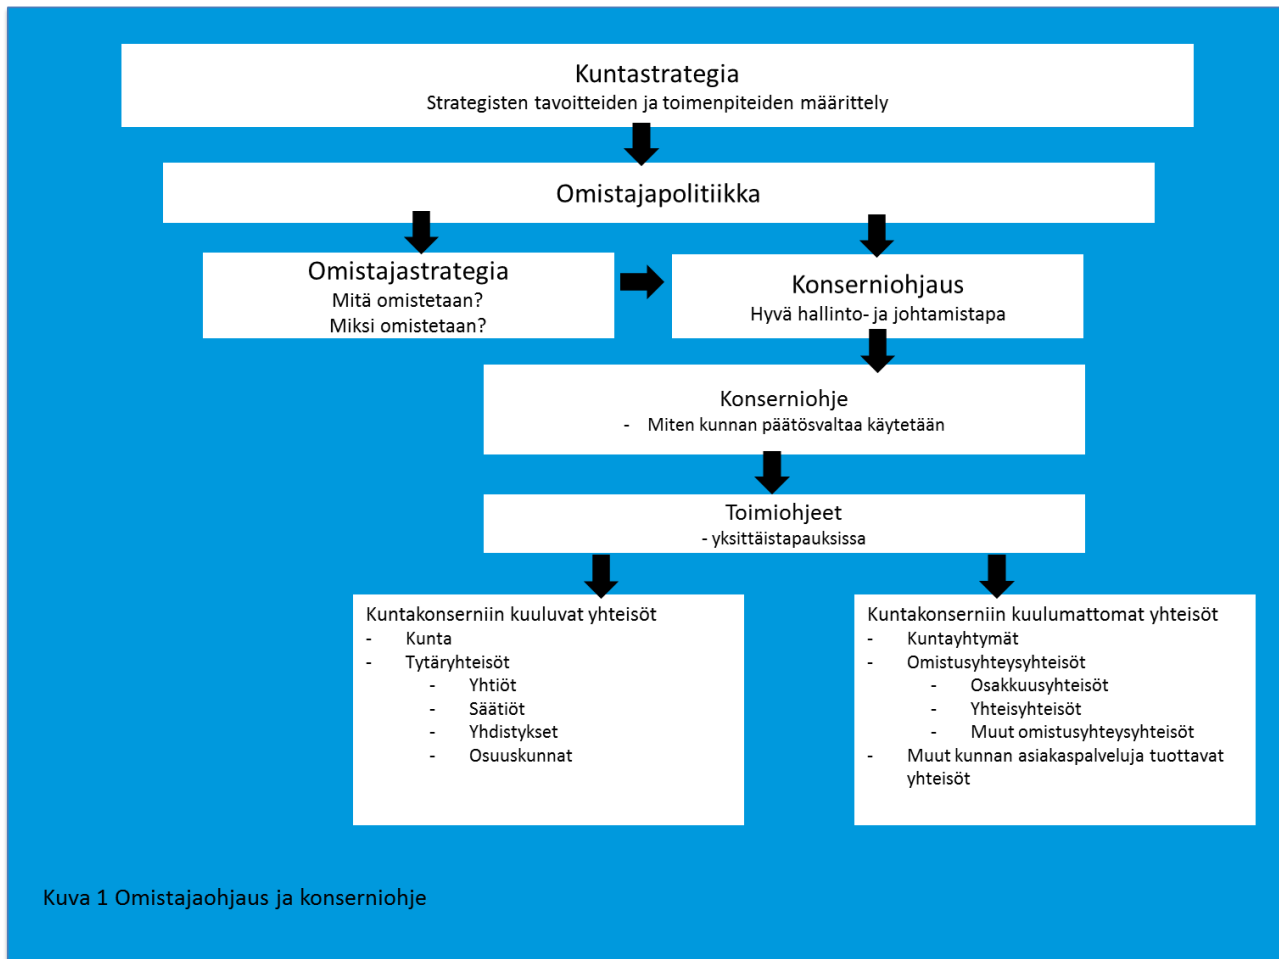 Kuntastrategia
Strategisten tavoitteiden ja toimenpiteiden määrittely
Omistajapolitiikka
Omistajastrategia
Mitä omistetaan?
Miksi omistetaan?
Konserniohjaus
Hyvä hallinto- ja johtamistapa
Konserniohje
- Miten kunnan päätösvaltaa käytetään
Toimiohjeet
- yksittäistapauksissa
Kuntakonserniin kuuluvat yhteisöt
- Kunta
- Tytäryhteisöt
- Yhtiöt
- Säätiöt
- Yhdistykset
- Osuuskunnat
Kuntakonserniin kuulumattomat yhteisöt
- Kuntayhtymät
- Omistusyhteysyhteisöt
- Osakkuusyhteisöt
- Yhteisyhteisöt
- Muut omistusyhteysyhteisöt
- Muut kunnan asiakaspalveluja tuottavat
yhteisöt
Kuva 1 Omistajaohjaus ja konserniohje